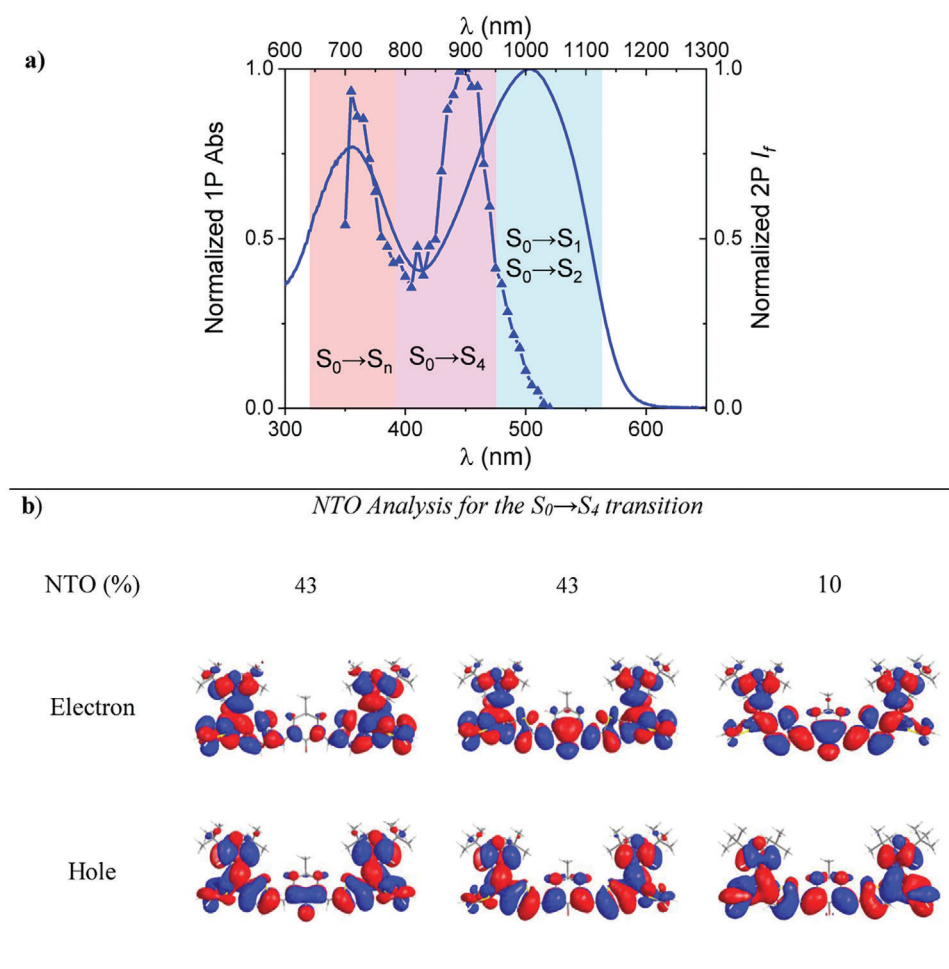 λ (nm)
600 700 800 900 1000 1100 1200 1300
a)
1.0 1.0
Normalized 1P Abs
Normalized 2P If
0.5 0.5
S0→S1
S0→S2
S0→Sn S0→S4
0.0 0.0
300 400 500 600
λ (nm)
b) NTO Analysis for the S0→S4 transition
NTO (%) 43 43 10
Electron
Hole